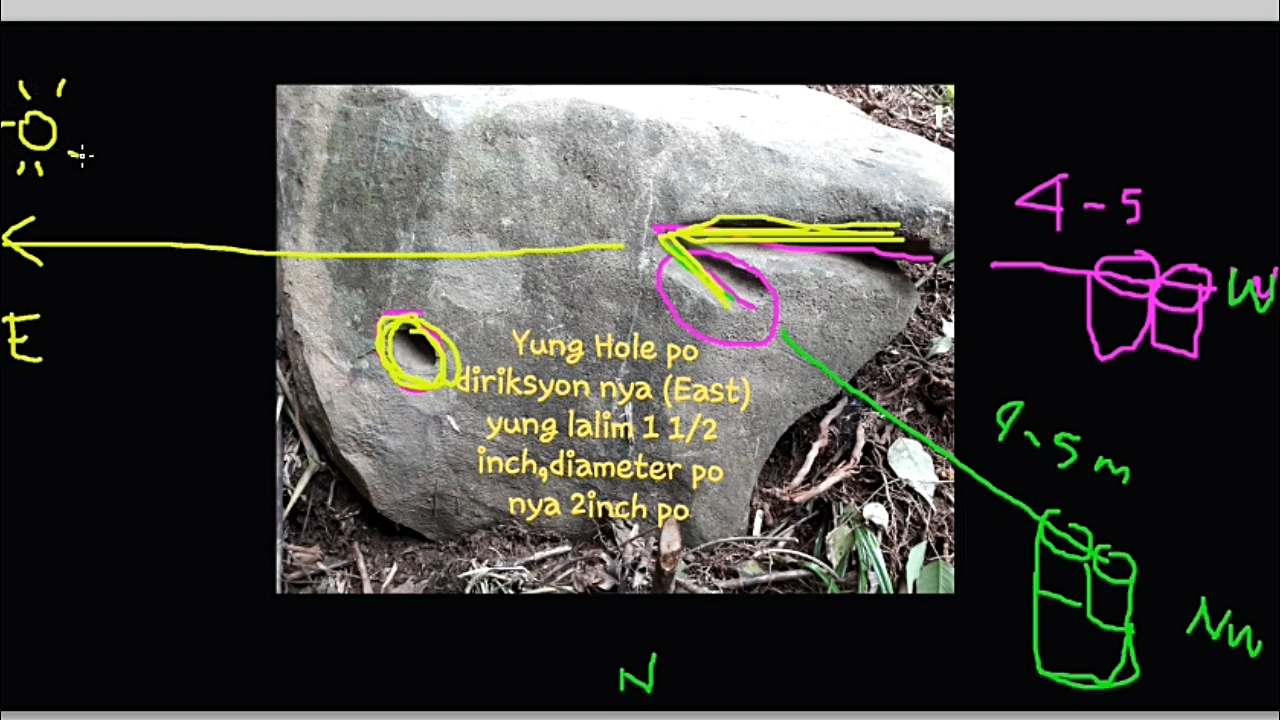 4-5
W
E
Yung Hole po
diriksyon nya (East)
yung lalim 1 1/2
inch,diameter po
nya 2inch po
4-5m
NW
N